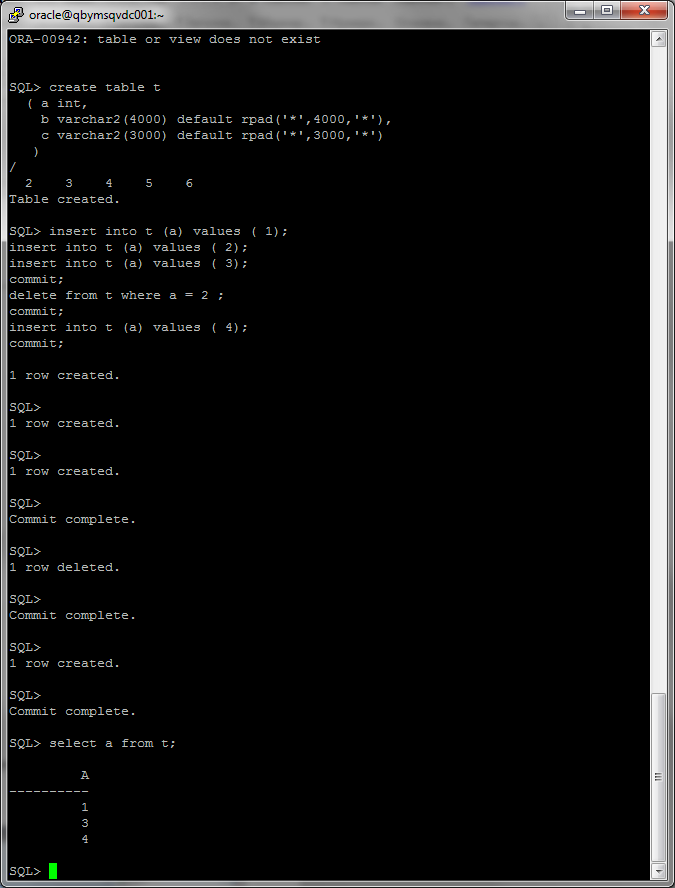 oracle@qbymsqvdc001:~
ORA-00942: table or view does not exist
SQL> create table t
( a int,
b varchar2(4000) default rpad('*',4000,'*'),
c varchar2(3000) default rpad('*',3000,'*')
)
/
2 3 4 5 6
Table created.
SQL> insert into t (a) values ( 1);
insert into t (a) values ( 2);
insert into t (a) values ( 3);
commit;
delete from t where a = 2 ;
commit;
insert into t (a) values ( 4);
commit;
1 row created.
SQL>
1 row created.
SQL>
1 row created.
SQL>
Commit complete.
SQL>
1 row deleted.
SQL>
Commit complete.
SQL>
1 row created.
SQL>
Commit complete.
SQL> select a from t;
A
----------
1
3
4
SQL>